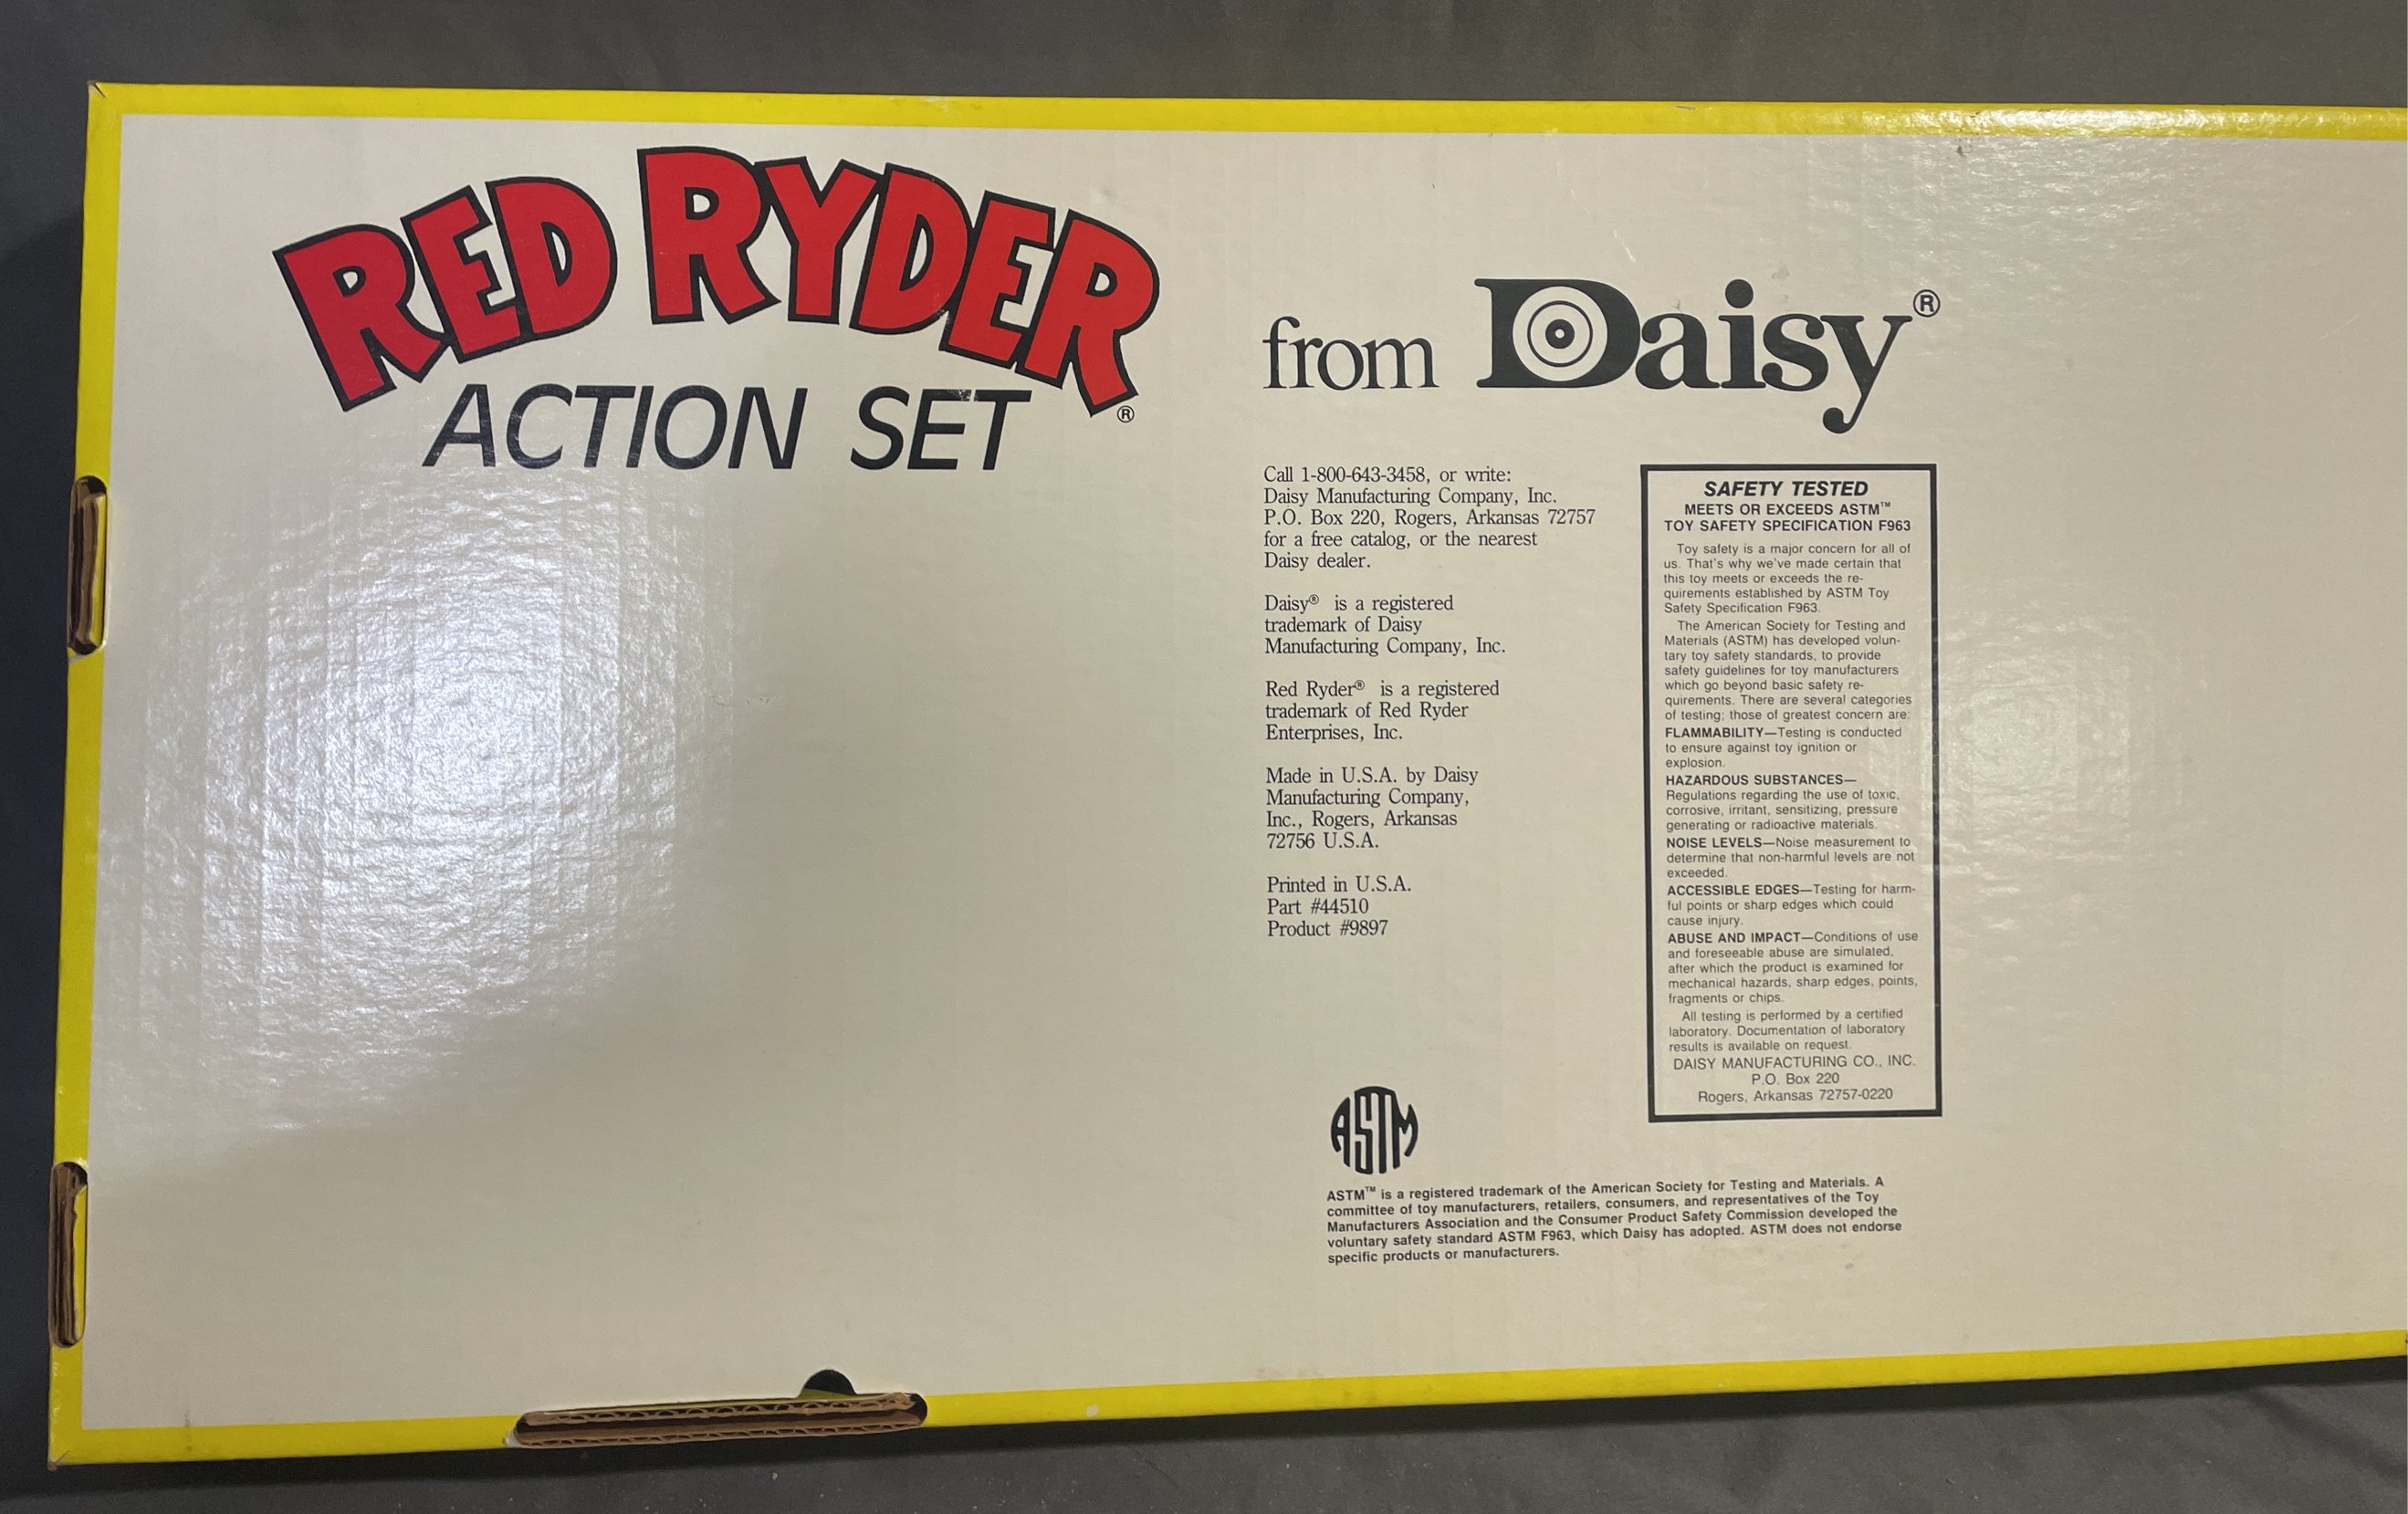 RED RYDER®
ACTION SET
from Daisy®
Call 1-800-643-3458, or write:
Daisy Manufacturing Company, Inc.
P.O. Box 220, Rogers, Arkansas 72757
for a free catalog, or the nearest
Daisy dealer.
Daisy® is a registered
trademark of Daisy
Manufacturing Company, Inc.
Red Ryder® is a registered
trademark of Red Ryder
Enterprises, Inc.
Made in U.S.A. by Daisy
Manufacturing Company,
Inc., Rogers, Arkansas
72756 U.S.A.
Printed in U.S.A.
Part #44510
Product #9897
SAFETY TESTED
MEETS OR EXCEEDS ASTM™
TOY SAFETY SPECIFICATION F963
Toy safety is a major concern for all of
us. That's why we've made certain that
this toy meets or exceeds the re-
quirements established by ASTM Toy
Safety Specification F963.
The American Society for Testing and
Materials (ASTM) has developed volun-
tary toy safety standards, to provide
safety guidelines for toy manufacturers
which go beyond basic safety re-
quirements. There are several categories
of testing; those of greatest concern are:
FLAMMABILITY—Testing is conducted
to ensure against toy ignition or
explosion.
HAZARDOUS SUBSTANCES—
Regulations regarding the use of toxic,
corrosive, irritant, sensitizing, pressure
generating or radioactive materials.
NOISE LEVELS—Noise measurement to
determine that non-harmful levels are not
exceeded.
ACCESSIBLE EDGES—Testing for harm-
ful points or sharp edges which could
cause injury.
ABUSE AND IMPACT—Conditions of use
and foreseeable abuse are simulated,
after which the product is examined for
mechanical hazards, sharp edges, points,
fragments or chips.
All testing is performed by a certified
laboratory. Documentation of laboratory
results is available on request.
DAISY MANUFACTURING CO., INC.
P.O. Box 220
Rogers, Arkansas 72757-0220
ASTM
ASTM™ is a registered trademark of the American Society for Testing and Materials. A
committee of toy manufacturers, retailers, consumers, and representatives of the Toy
Manufacturers Association and the Consumer Product Safety Commission developed the
voluntary safety standard ASTM F963, which Daisy has adopted. ASTM does not endorse
specific products or manufacturers.